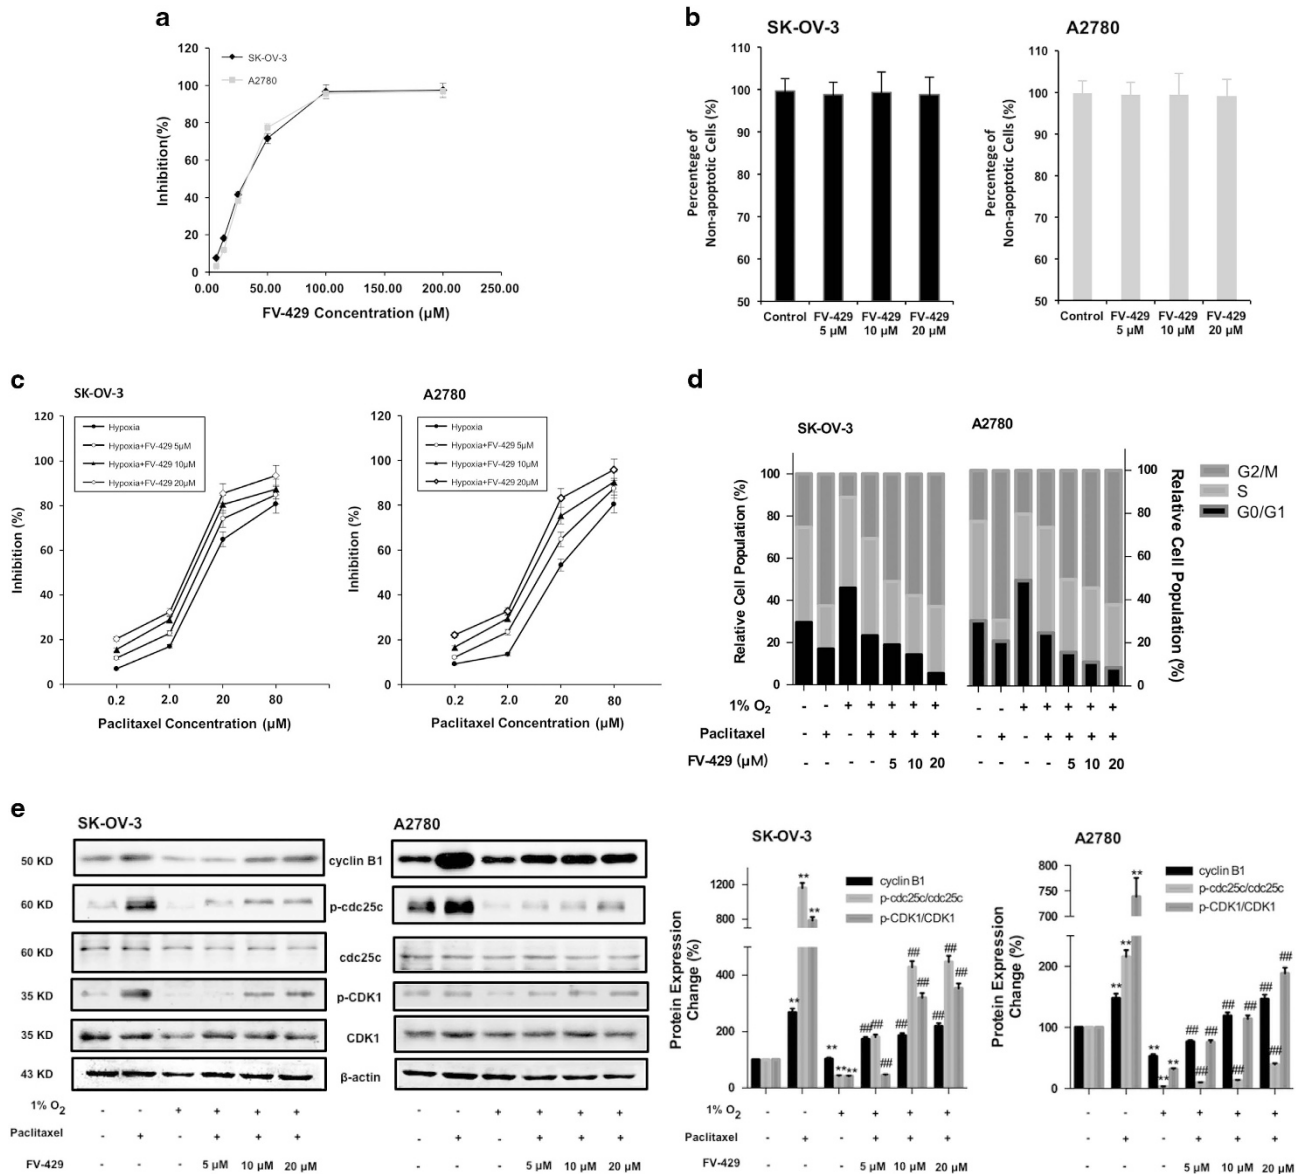 a
120
100
80
60
40
20
0
Inhibition(%)
SK-OV-3
A2780
0.00 50.00 100.00 150.00 200.00 250.00
FV-429 Concentration (µM)
b
SK-OV-3
110
100
90
80
70
60
50
Percentege of
Non-apoptotic Cells (%)
Control FV-429 FV-429 FV-429
5 µM 10 µM 20 µM
A2780
110
100
90
80
70
60
50
Percentege of
Non-apoptotic Cells (%)
Control FV-429 FV-429 FV-429
5 µM 10 µM 20 µM
c
SK-OV-3
120
100
80
60
40
20
0
Inhibition (%)
Hypoxia
Hypoxia+FV-429 5µM
Hypoxia+FV-429 10µM
Hypoxia+FV-429 20µM
0.2 2.0 20 80
Paclitaxel Concentration (µM)
A2780
120
100
80
60
40
20
0
Inhibition (%)
Hypoxia
Hypoxia+FV-429 5µM
Hypoxia+FV-429 10µM
Hypoxia+FV-429 20µM
0.2 2.0 20 80
Paclitaxel Concentration (µM)
d
SK-OV-3
A2780
100
80
60
40
20
0
Relative Cell Population (%)
100
80
60
40
20
0
Relative Cell Population (%)
G2/M
S
G0/G1
1% O2 - - + + + + + - - + + + + +
Paclitaxel - + - + + + + - + - + + + +
FV-429 (µM) - - - - 5 10 20 - - - - 5 10 20
e
SK-OV-3
A2780
50 KD cyclin B1
60 KD p-cdc25c
60 KD cdc25c
35 KD p-CDK1
35 KD CDK1
43 KD β-actin
1% O2 - - + + + + - - + + + +
Paclitaxel - + - + + + - + - + + +
FV-429 - - - 5 µM 10 µM 20 µM - - - 5 µM 10 µM 20 µM
SK-OV-3
1200
800
400
200
0
Protein Expression
Change (%)
cyclin B1
p-cdc25c/cdc25c
p-CDK1/CDK1
** ** ** ** ** ** ## ## ## ## ## ## ## ## ##
1% O2 - - + + + +
Paclitaxel - + - + + +
FV-429 - - - 5 µM 10 µM 20 µM
A2780
800
750
700
200
100
0
Protein Expression
Change (%)
cyclin B1
p-cdc25c/cdc25c
p-CDK1/CDK1
** ** ** ** ** ** ## ## ## ## ## ## ## ##
- - + + + +
- + - + + +
- - - 5 µM 10 µM 20 µM